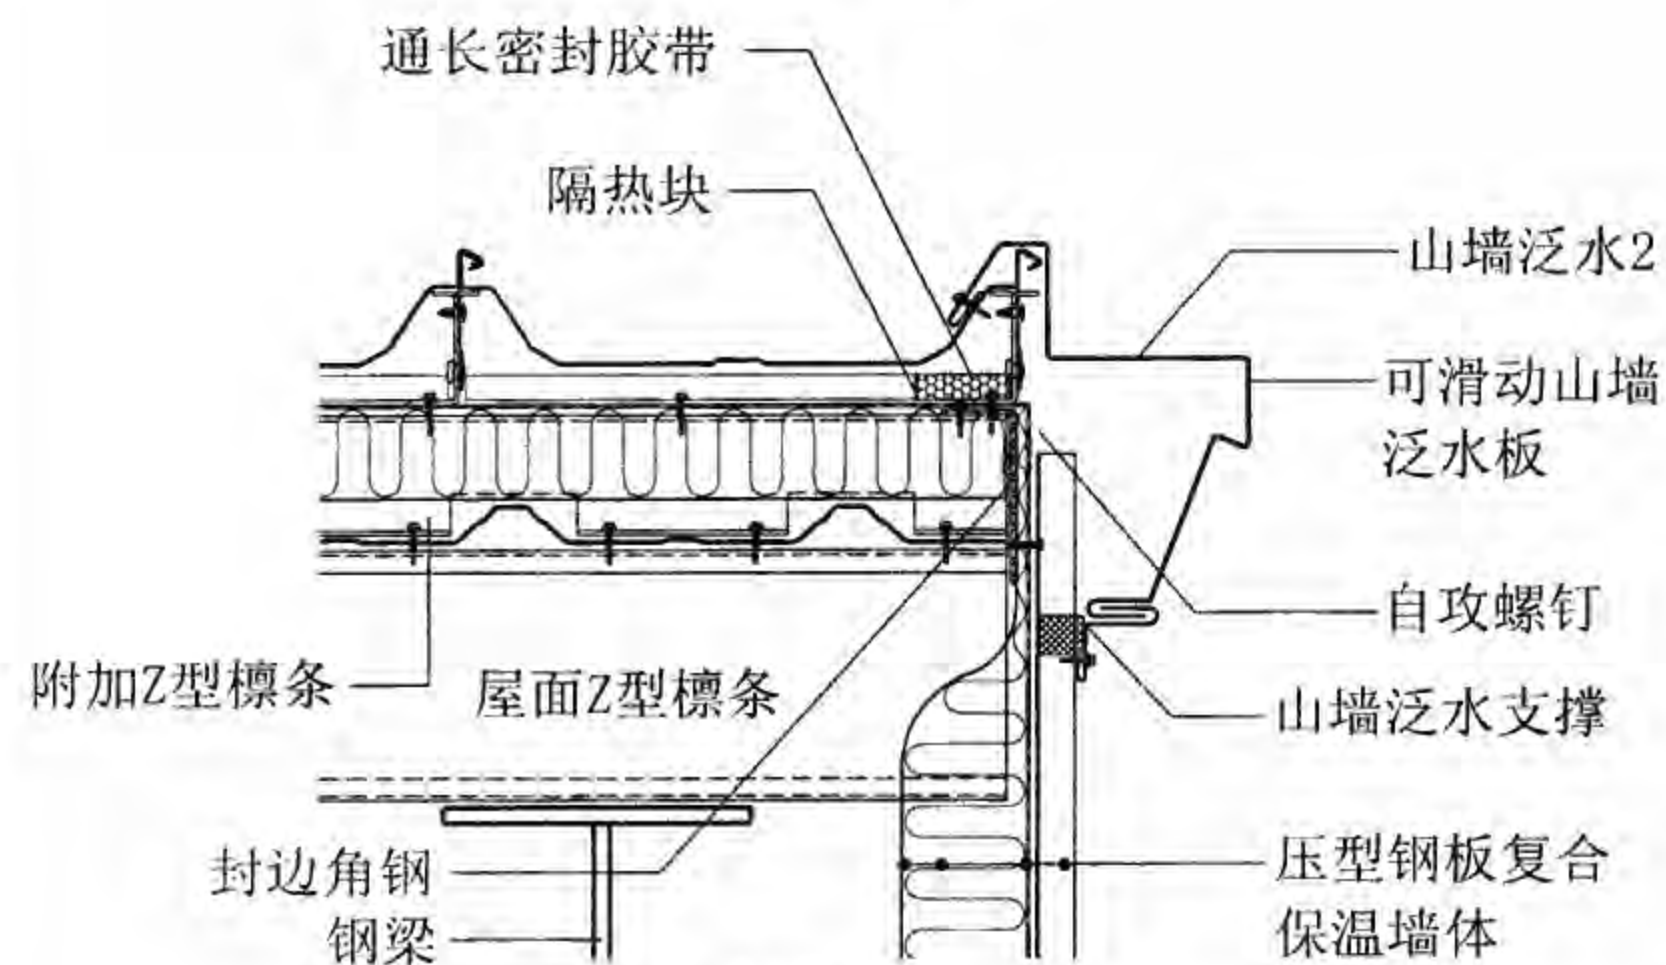 通长密封胶带
隔热块
山墙泛水2
可滑动山墙
泛水板
自攻螺钉
附加Z型檩条
屋面Z型檩条
山墙泛水支撑
封边角钢
压型钢板复合
保温墙体
钢梁